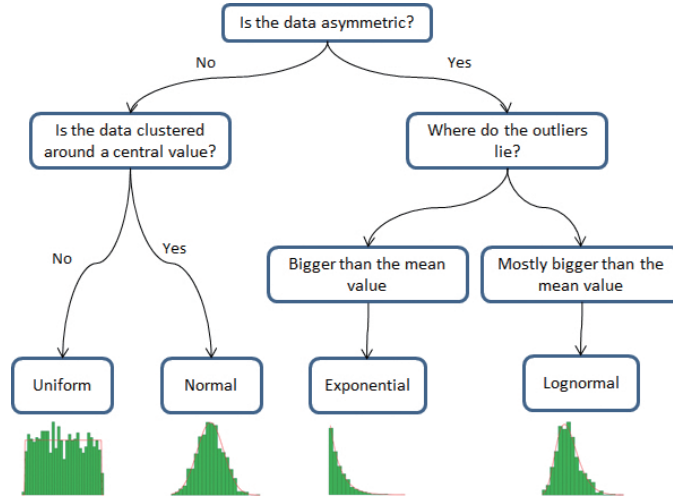 Is the data asymmetric?
No
Yes
Is the data clustered
around a central value?
Where do the outliers
lie?
No
Yes
Bigger than the mean
value
Mostly bigger than the
mean value
Uniform
Normal
Exponential
Lognormal